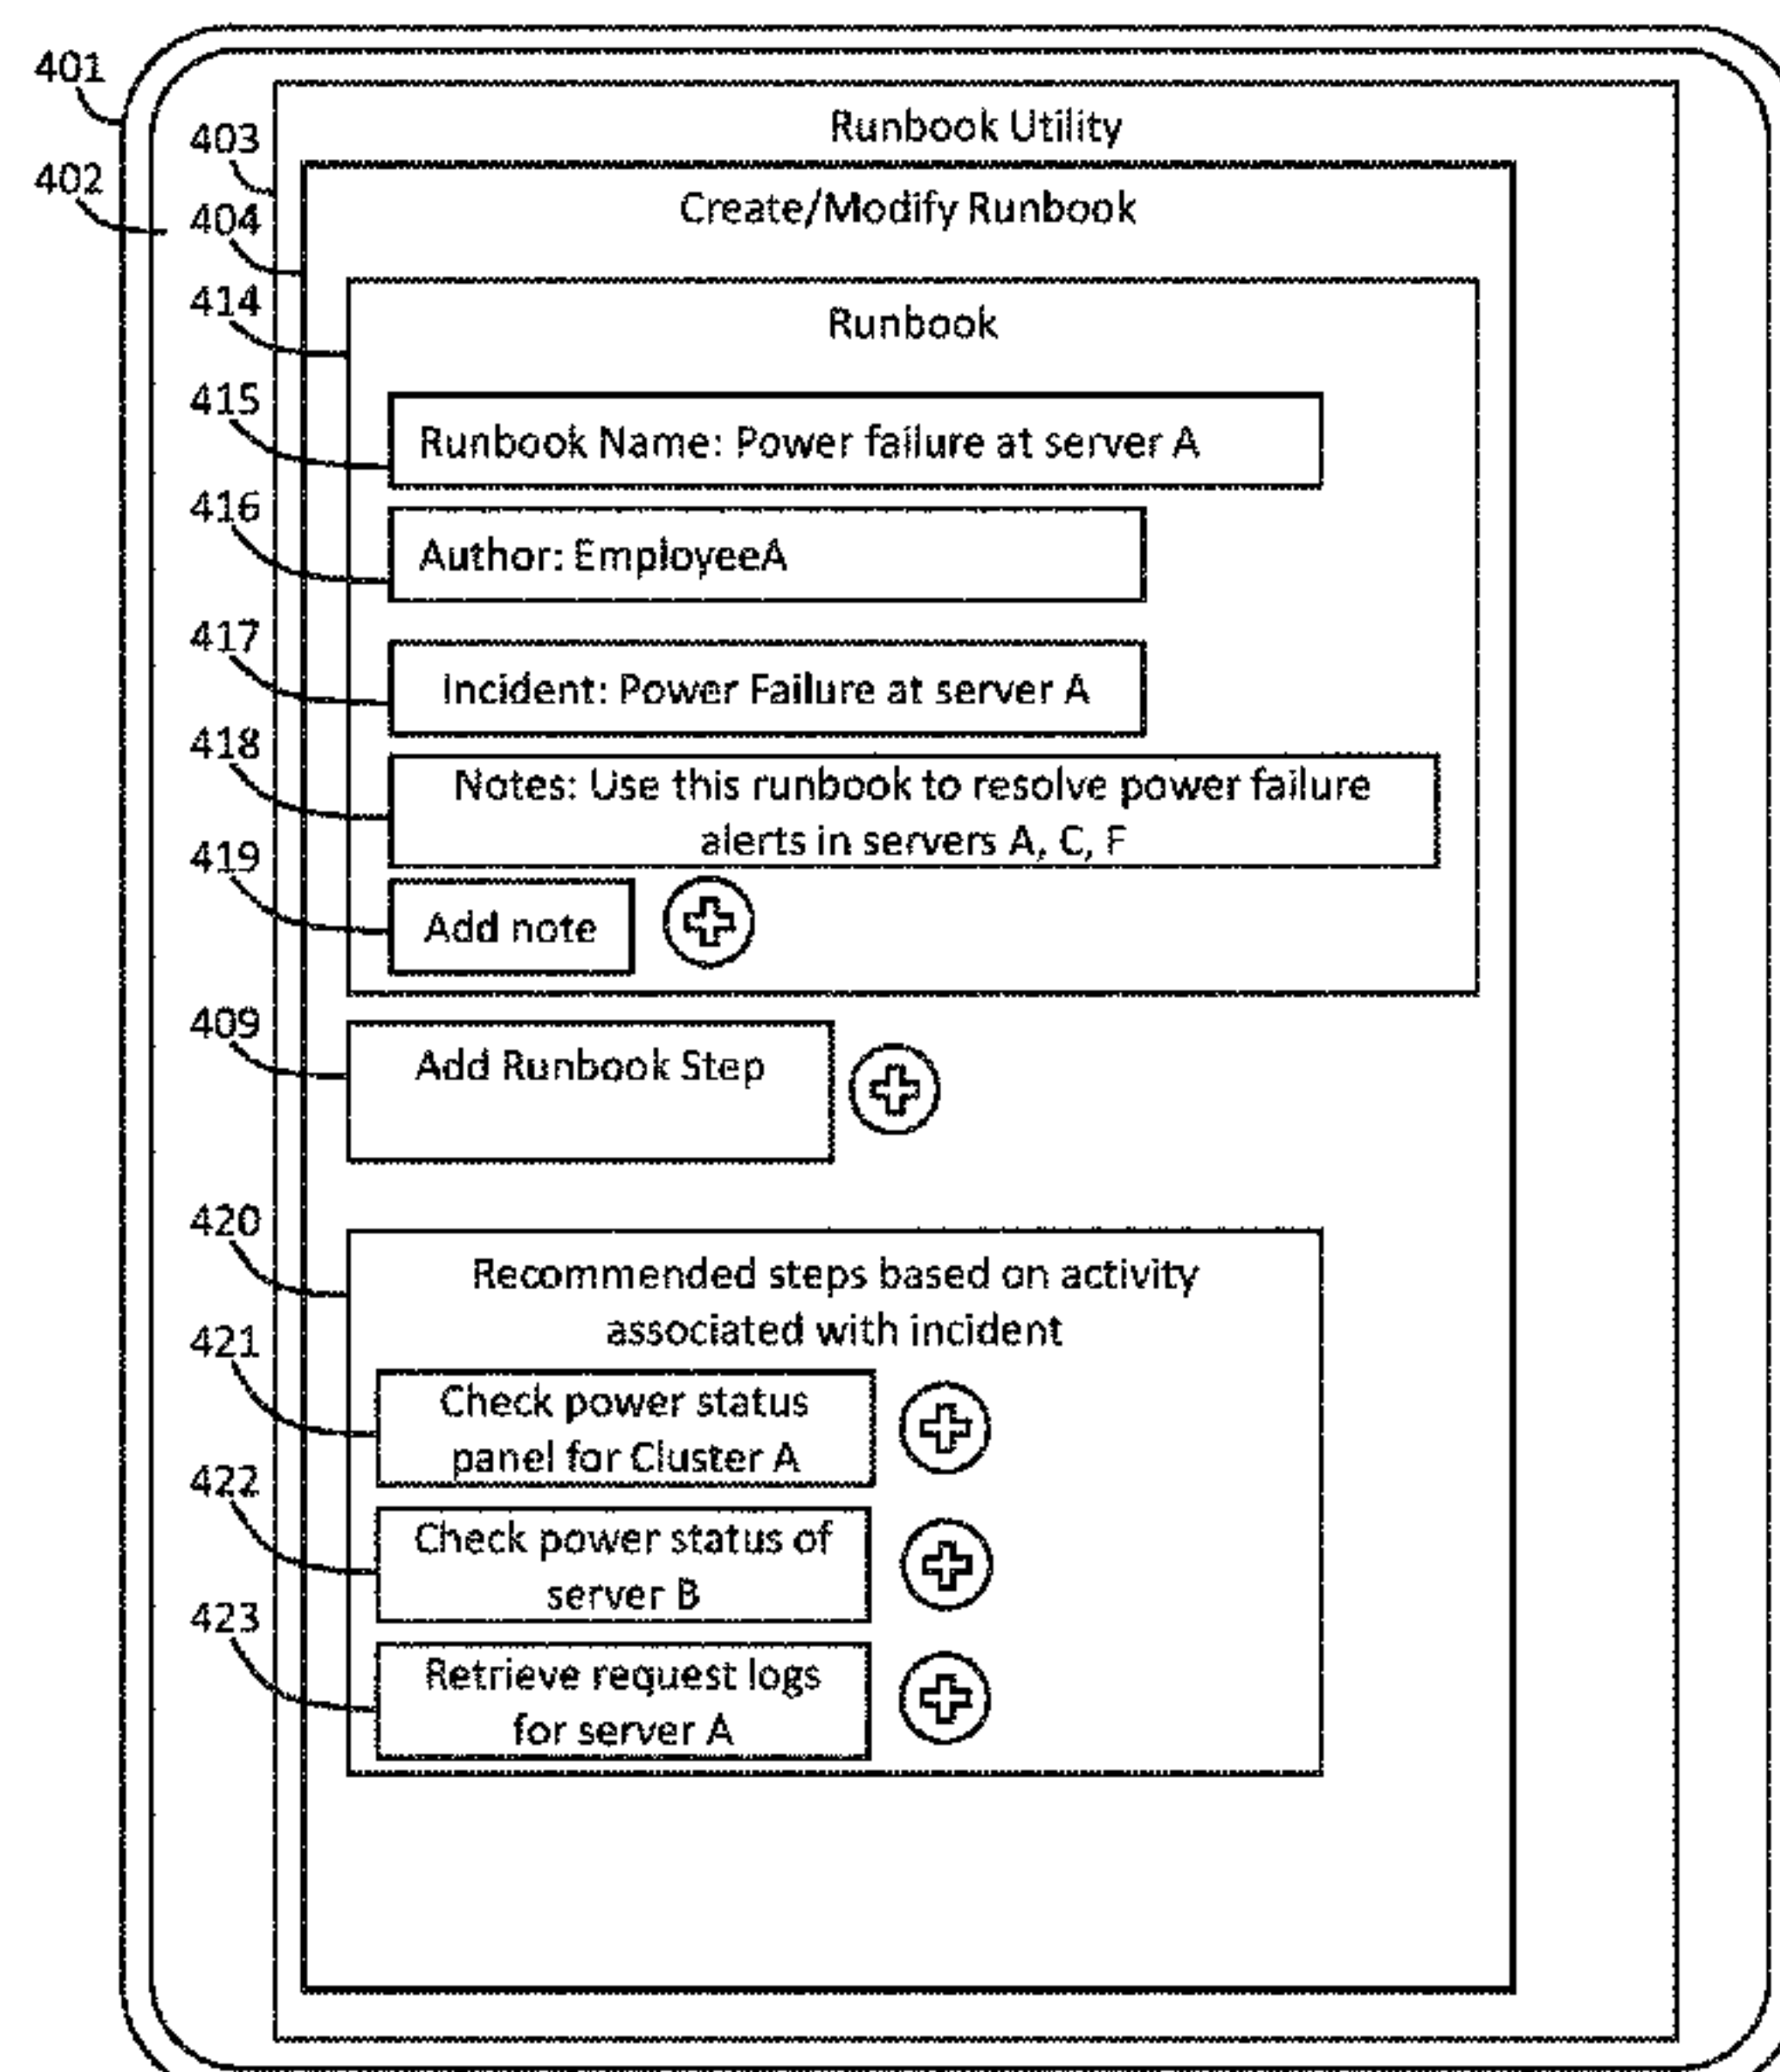 401
Runbook Utility
403
402
Create/Modify Runbook
404
414
Runbook
415
Runbook Name: Power failure at server A
416
Author: EmployeeA
417
Incident: Power Failure at server A
418
Notes: Use this runbook to resolve power failure
alerts in servers A, C, F
419
Add note
409
Add Runbook Step
420
Recommended steps based on activity
associated with incident
421
Check power status
panel for Cluster A
422
Check power status of
server B
423
Retrieve request logs
for server A